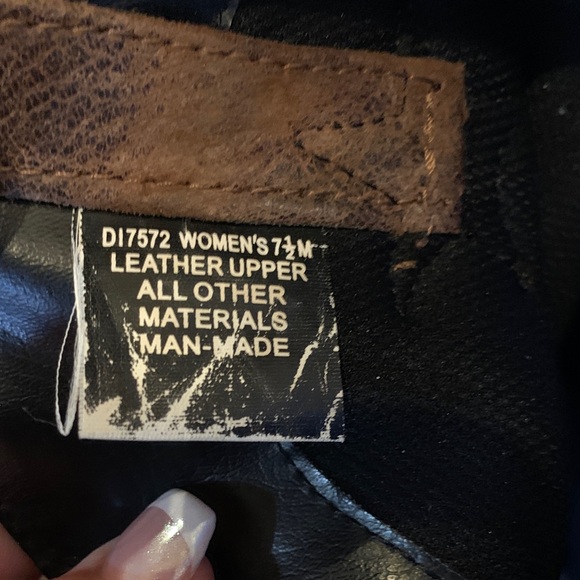 DI7572 WOMEN'S 7½M
LEATHER UPPER
ALL OTHER
MATERIALS
MAN-MADE